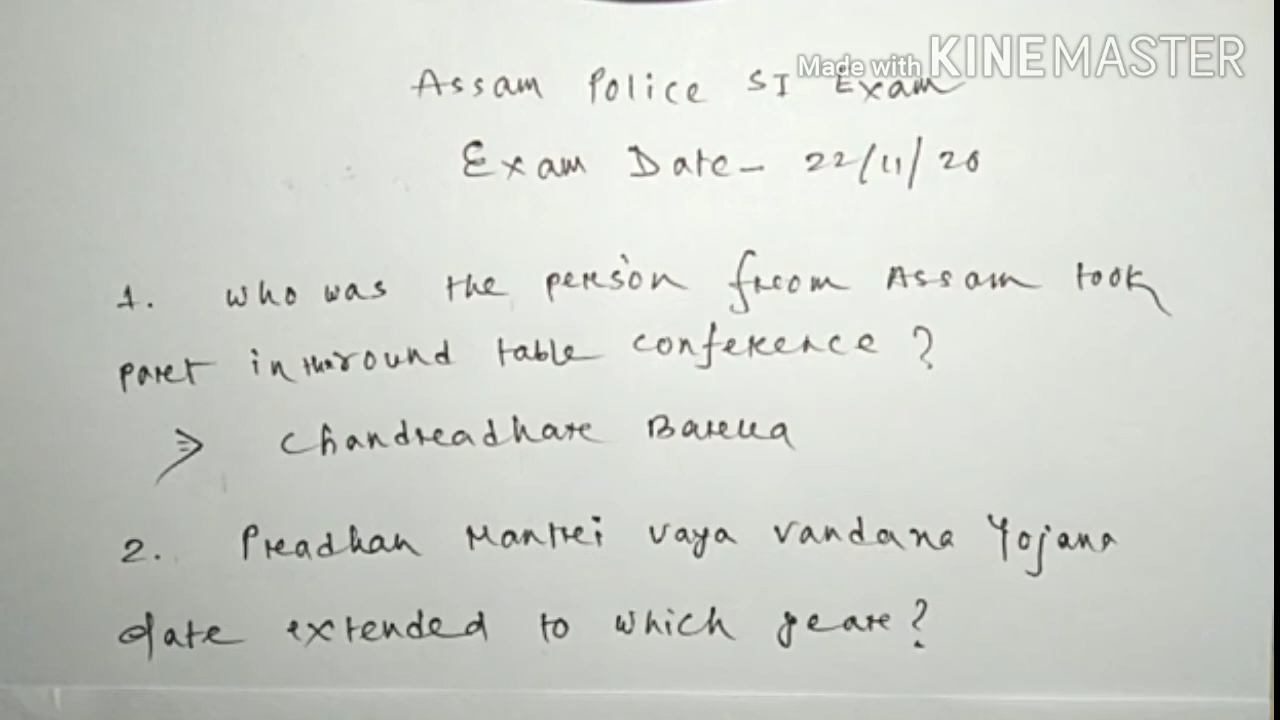 Made with KINEMASTER
Assam Police SI Exam
Exam Date - 22/11/20
1. Who was the person from Assam took
part in the round table conference?
⇒ Chandradhar Barua
2. Pradhan Mantri vaya vandana Yojana
date extended to which year?